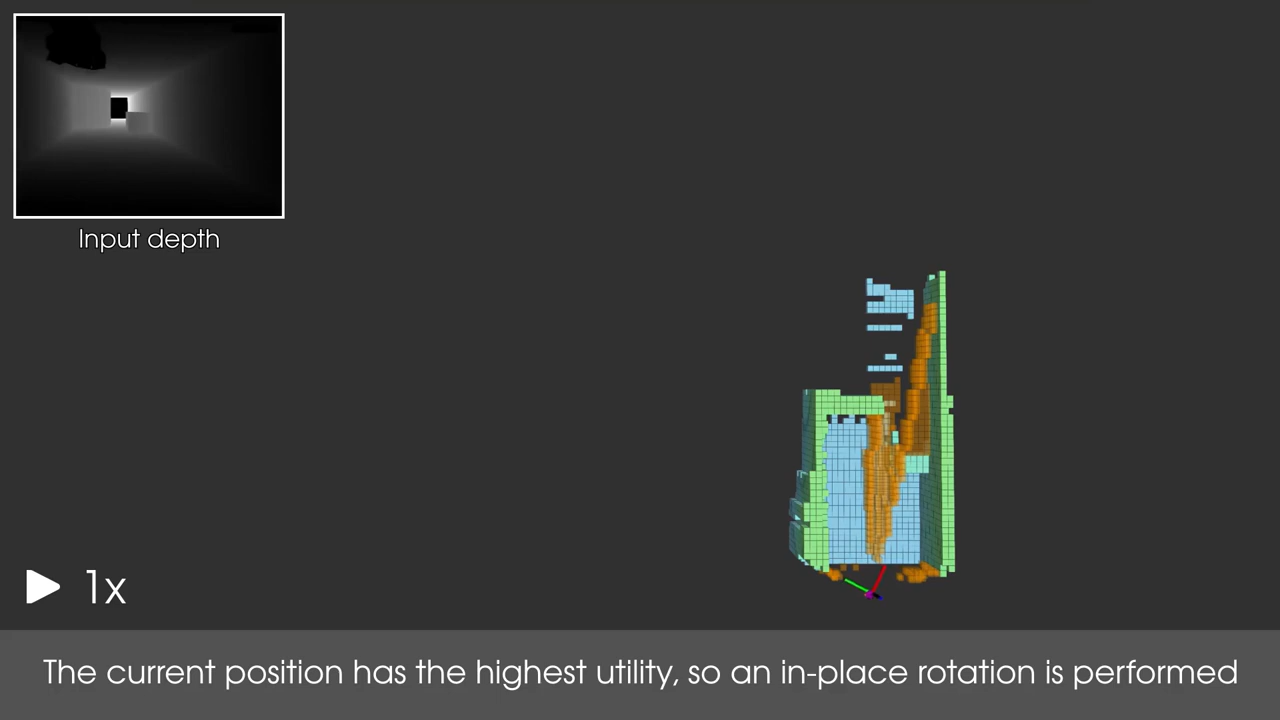 Input depth
1x
The current position has the highest utility, so an in-place rotation is performed